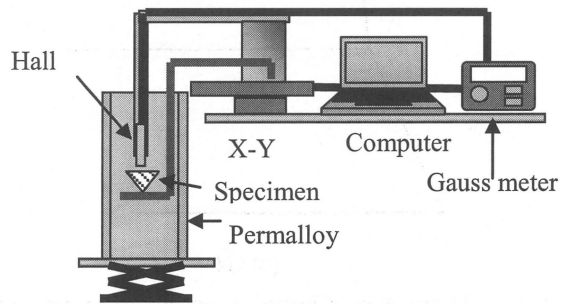 Hall
X-Y
Computer
Specimen
Gauss meter
Permalloy